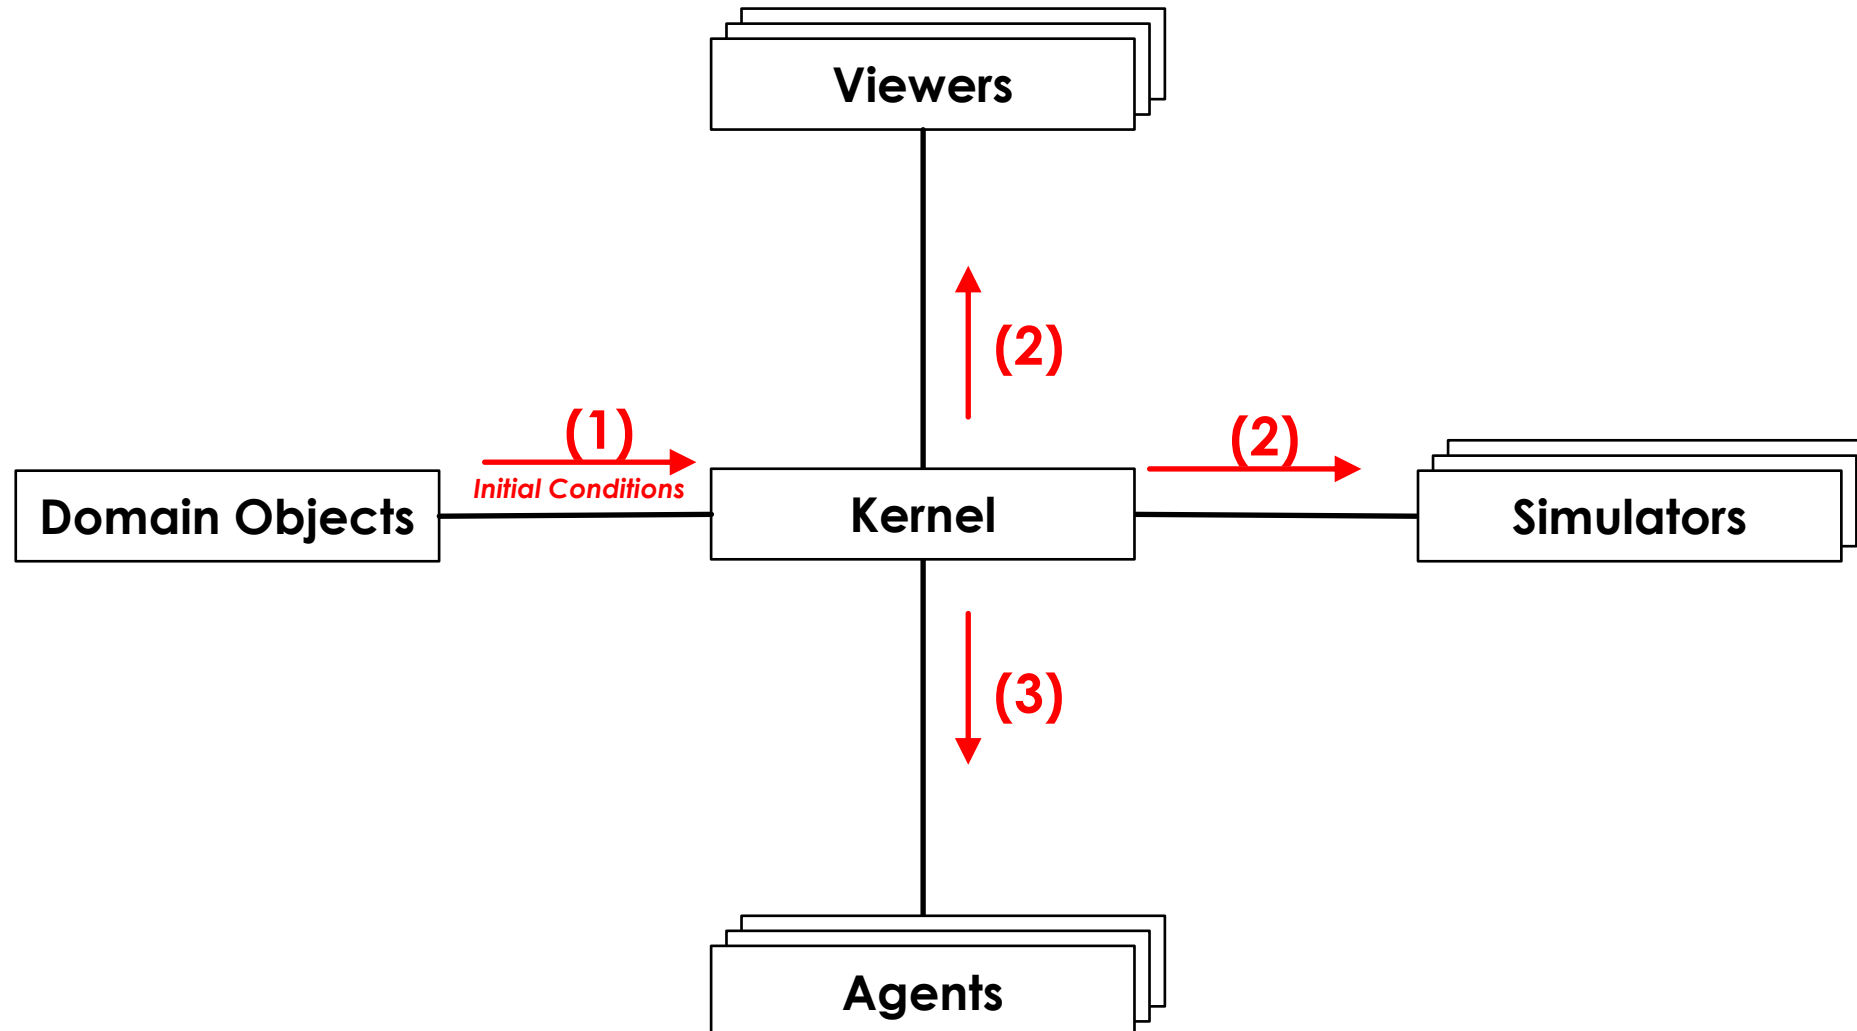 Viewers
(2)
(1)
(2)
Initial Conditions
Domain Objects
Kernel
Simulators
(3)
Agents